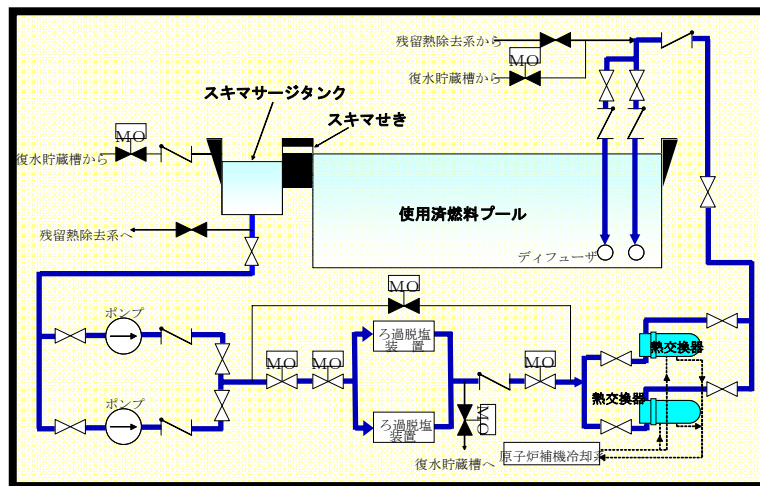 残留熱除去系から
MO
復水貯蔵槽から
スキマサージタンク
スキマせき
MO
復水貯蔵槽から
使用済燃料プール
残留熱除去系へ
ディフューザ
MO
ポンプ
ろ過脱塩
装　置
熱交換器
MO
MO
MO
熱交換器
ポンプ
ろ過脱塩
装置
MO
復水貯蔵槽へ
原子炉補機冷却系